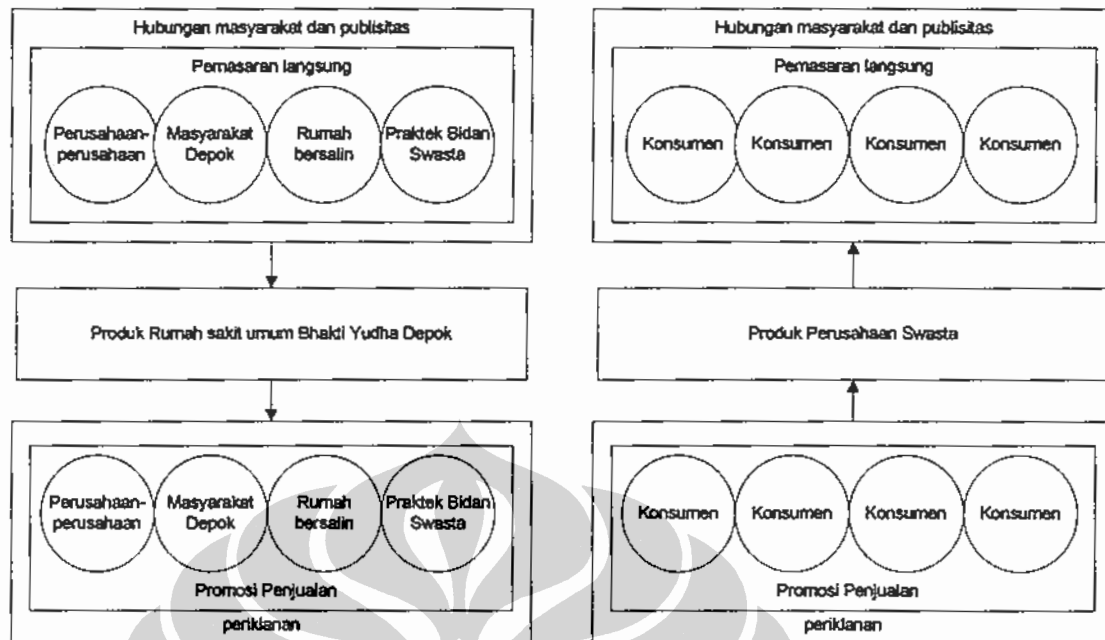 Hubungan masyarakat dan publisitas
Pemasaran langsung
Perusahaan-
perusahaan
Masyarakat
Depok
Rumah
bersalin
Praktek Bidan
Swasta
Produk Rumah sakit umum Bhakti Yudha Depok
Perusahaan-
perusahaan
Masyarakat
Depok
Rumah
bersalin
Praktek Bidan
Swasta
Promosi Penjualan
periklanan
Hubungan masyarakat dan publisitas
Pemasaran langsung
Konsumen
Konsumen
Konsumen
Konsumen
Produk Perusahaan Swasta
Konsumen
Konsumen
Konsumen
Konsumen
Promosi Penjualan
periklanan